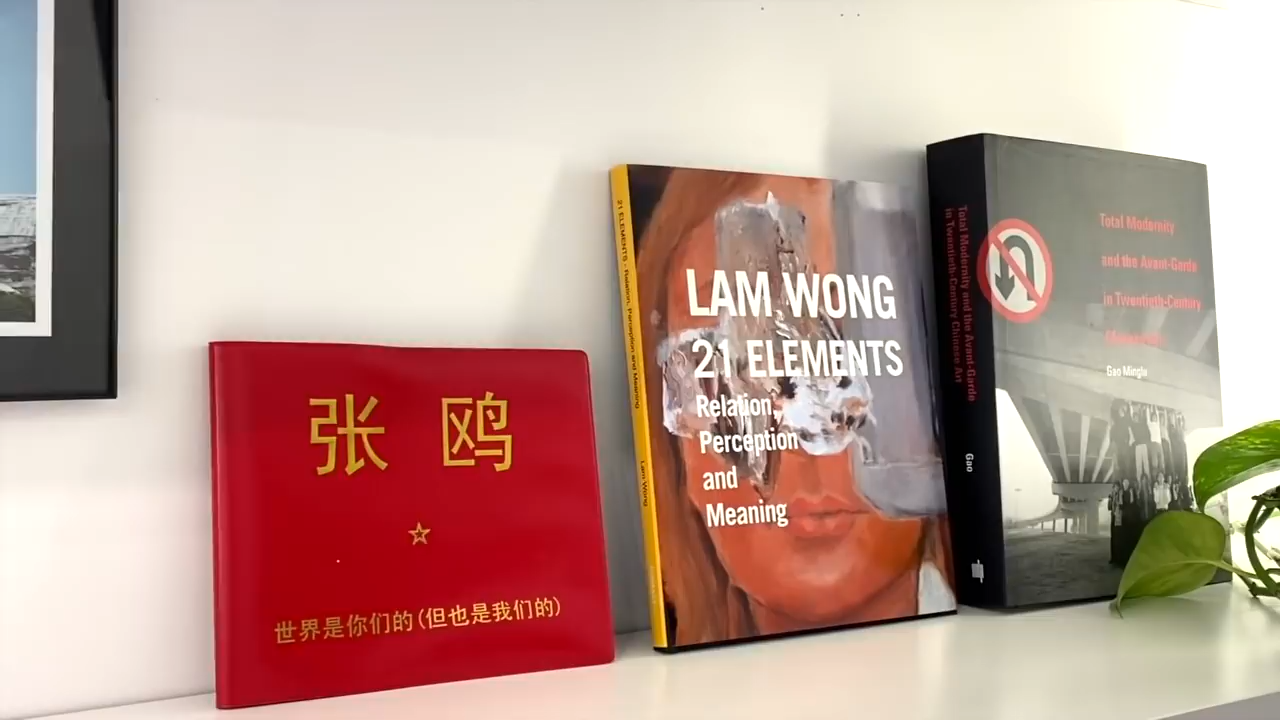 张 鸥
世界是你们的(但也是我们的)
21 ELEMENTS - Relation, Perception and Meaning
Lam Wong
LAM WONG
21 ELEMENTS
Relation,
Perception
and
Meaning
Total Modernity and the Avant-Garde
in Twentieth-Century Chinese Art
Gao
Total Modernity
and the Avant-Garde
in Twentieth-Century
Gao Minglu